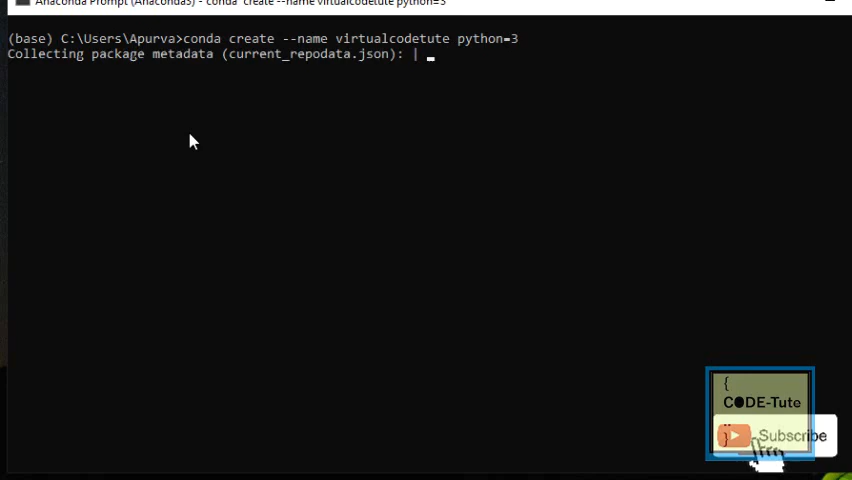 Anaconda Prompt (Anaconda3) - conda create --name virtualcodetute python=3
(base) C:\Users\Apurva>conda create --name virtualcodetute python=3
Collecting package metadata (current_repodata.json): |
{
CODE-Tute
..
}
Subscribe